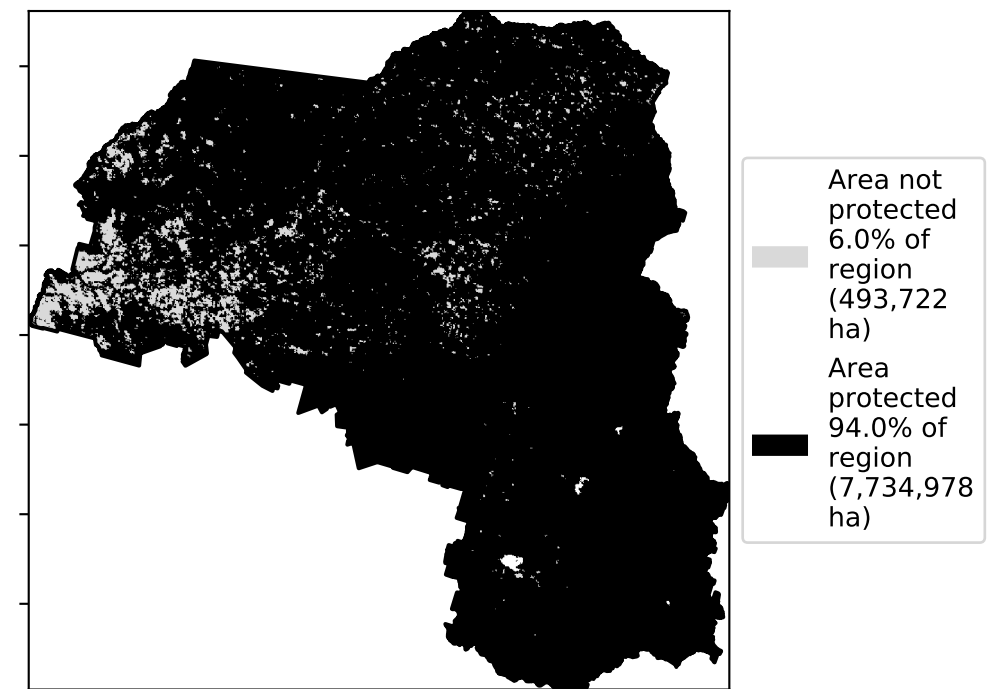 Area not
protected
6.0% of
region
(493,722
ha)
Area
protected
94.0% of
region
(7,734,978
ha)